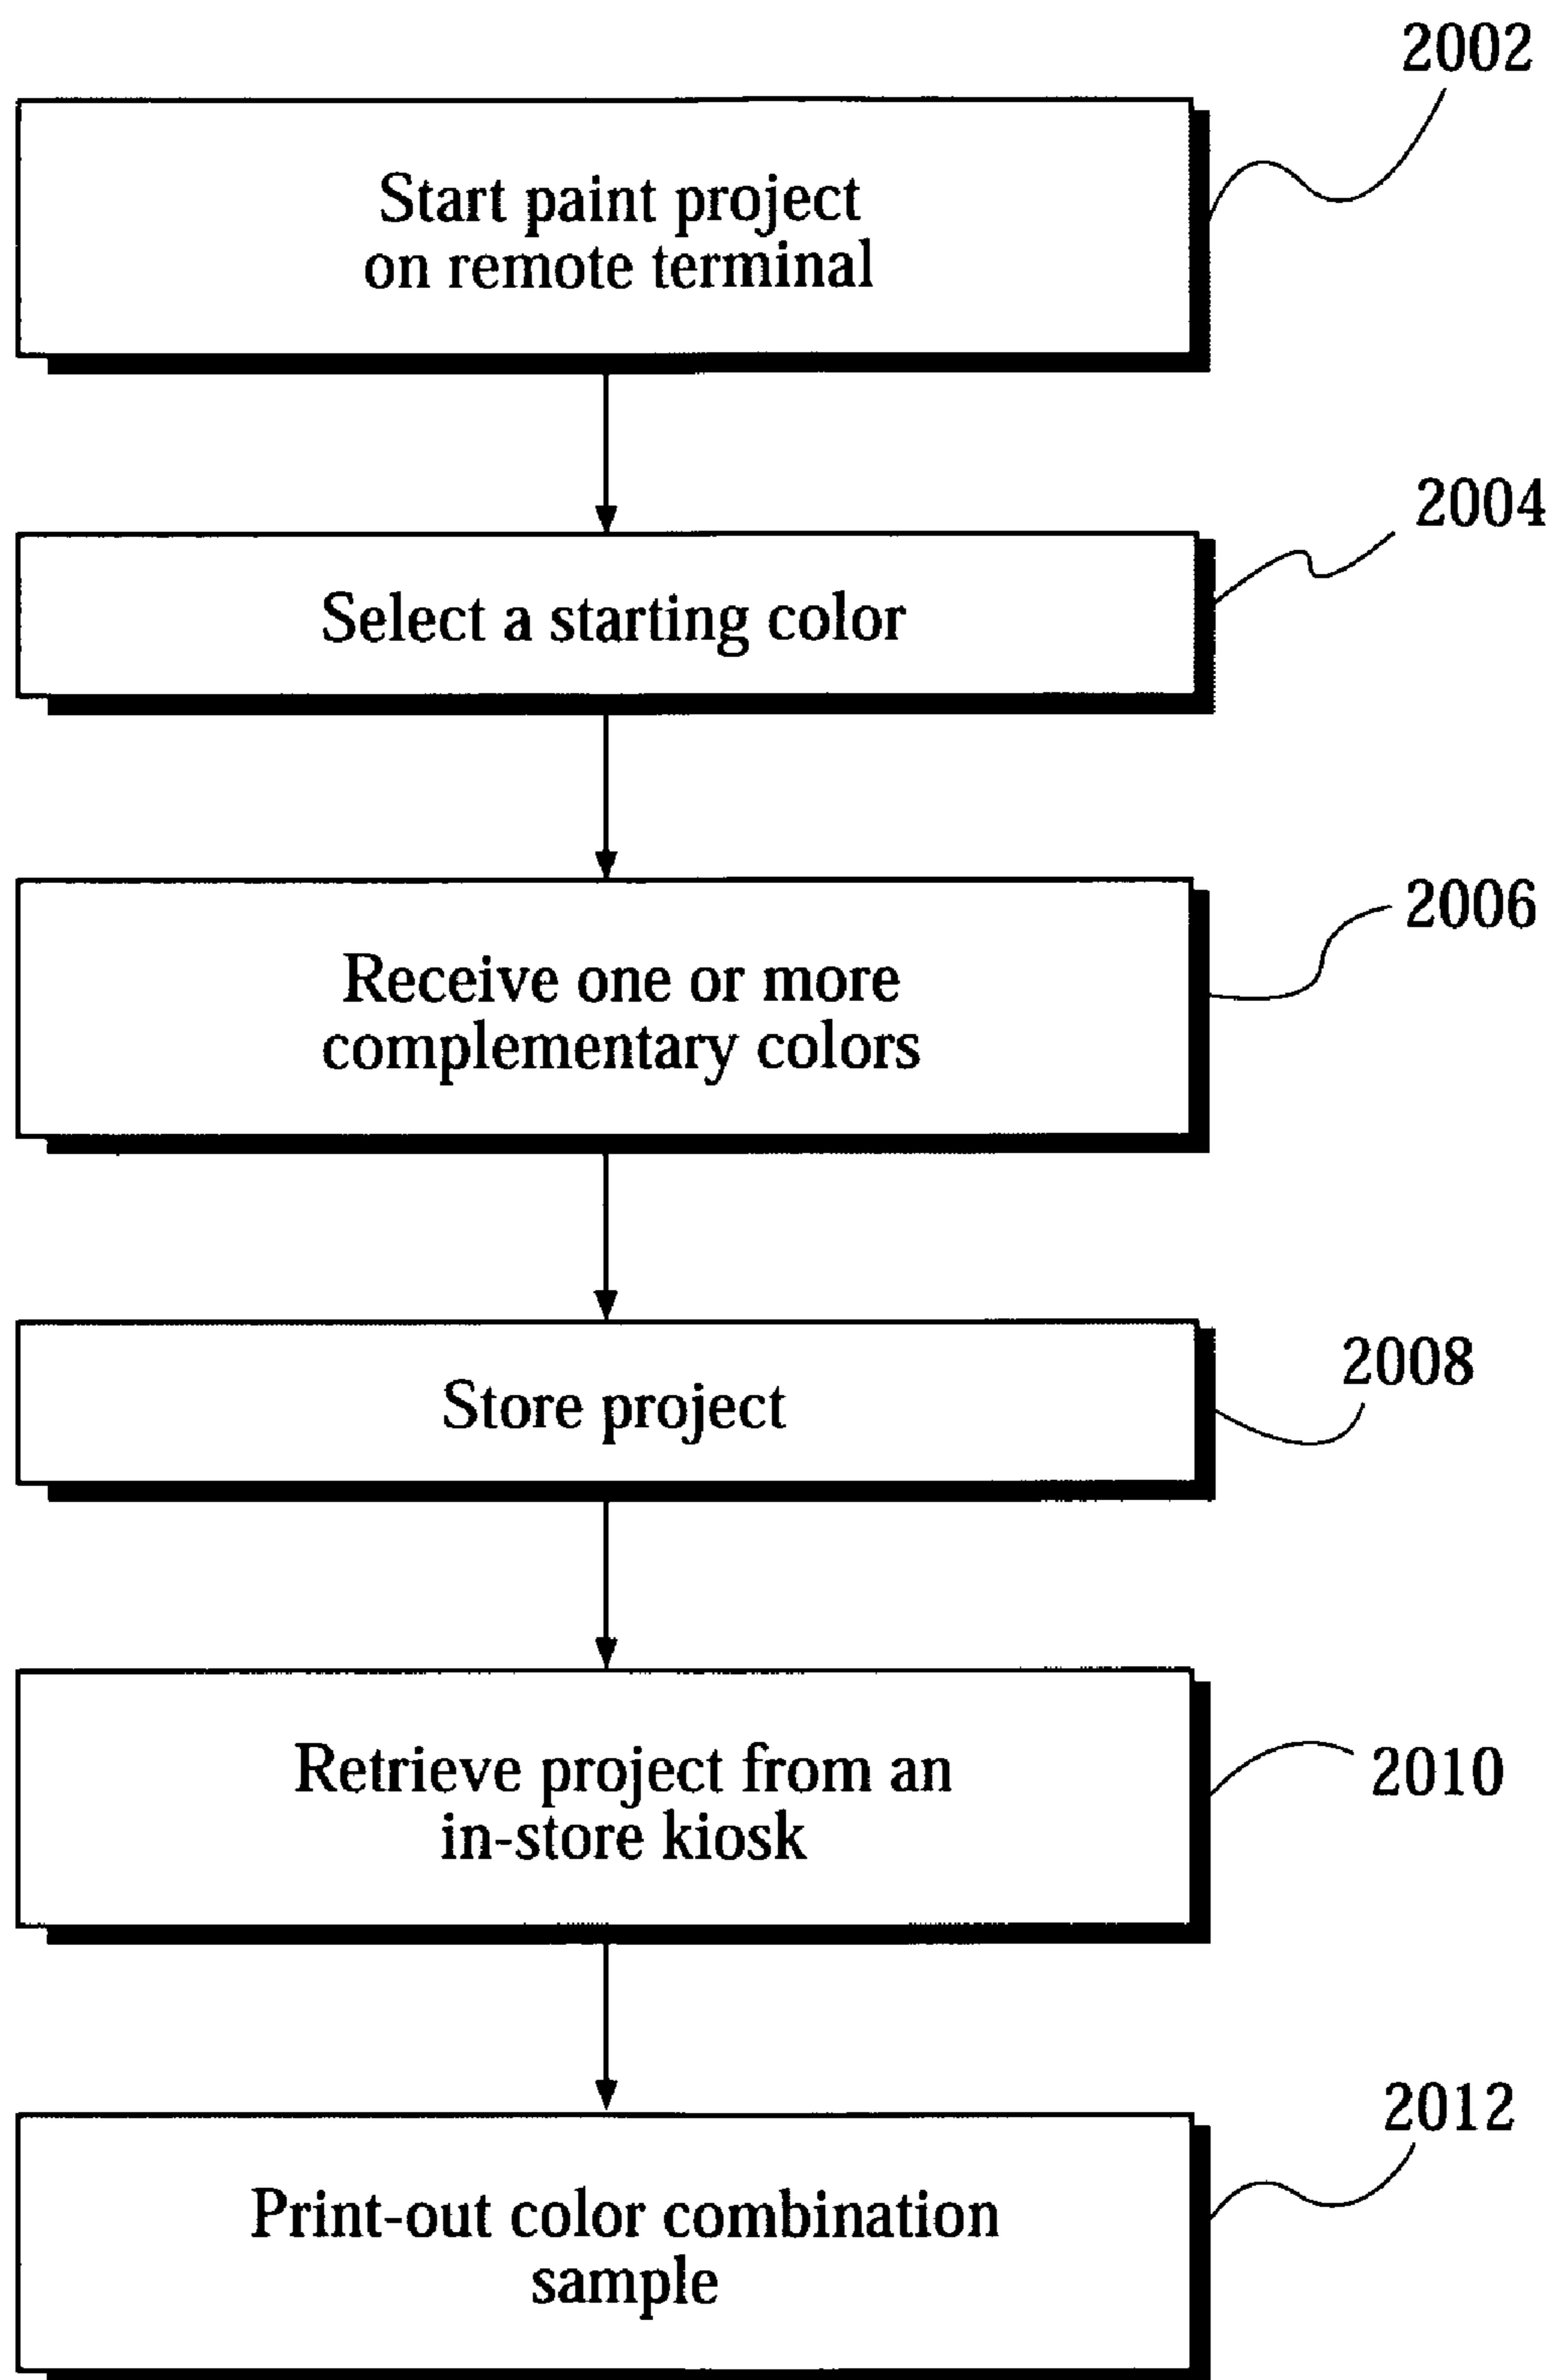 2002
Start paint project
on remote terminal
2004
Select a starting color
2006
Receive one or more
complementary colors
2008
Store project
2010
Retrieve project from an
in-store kiosk
2012
Print-out color combination
sample